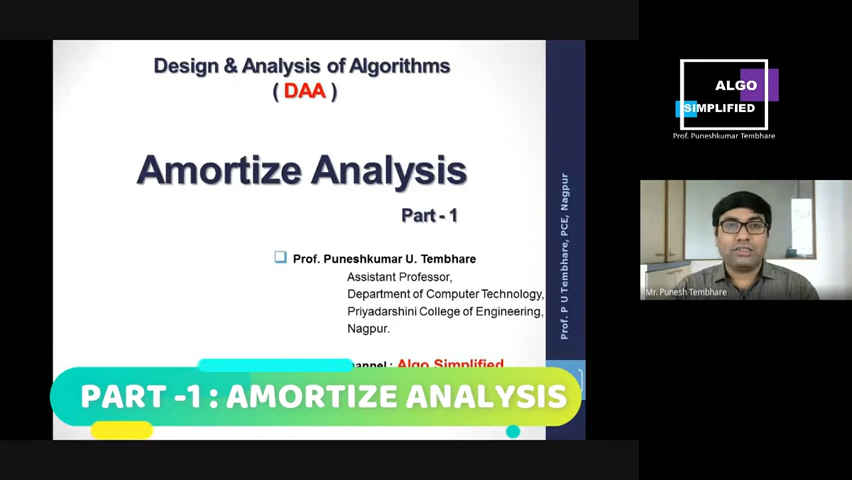 Design & Analysis of Algorithms
( DAA )
Amortize Analysis
Part - 1
Prof. Puneshkumar U. Tembhare
Assistant Professor,
Department of Computer Technology,
Priyadarshini College of Engineering,
Nagpur.
: Algo Simplified
PART -1 : AMORTIZE ANALYSIS
Prof. P U Tembhare, PCE, Nagpur
ALGO
SIMPLIFIED
Prof. Puneshkumar Tembhare
Mr. Punesh Tembhare